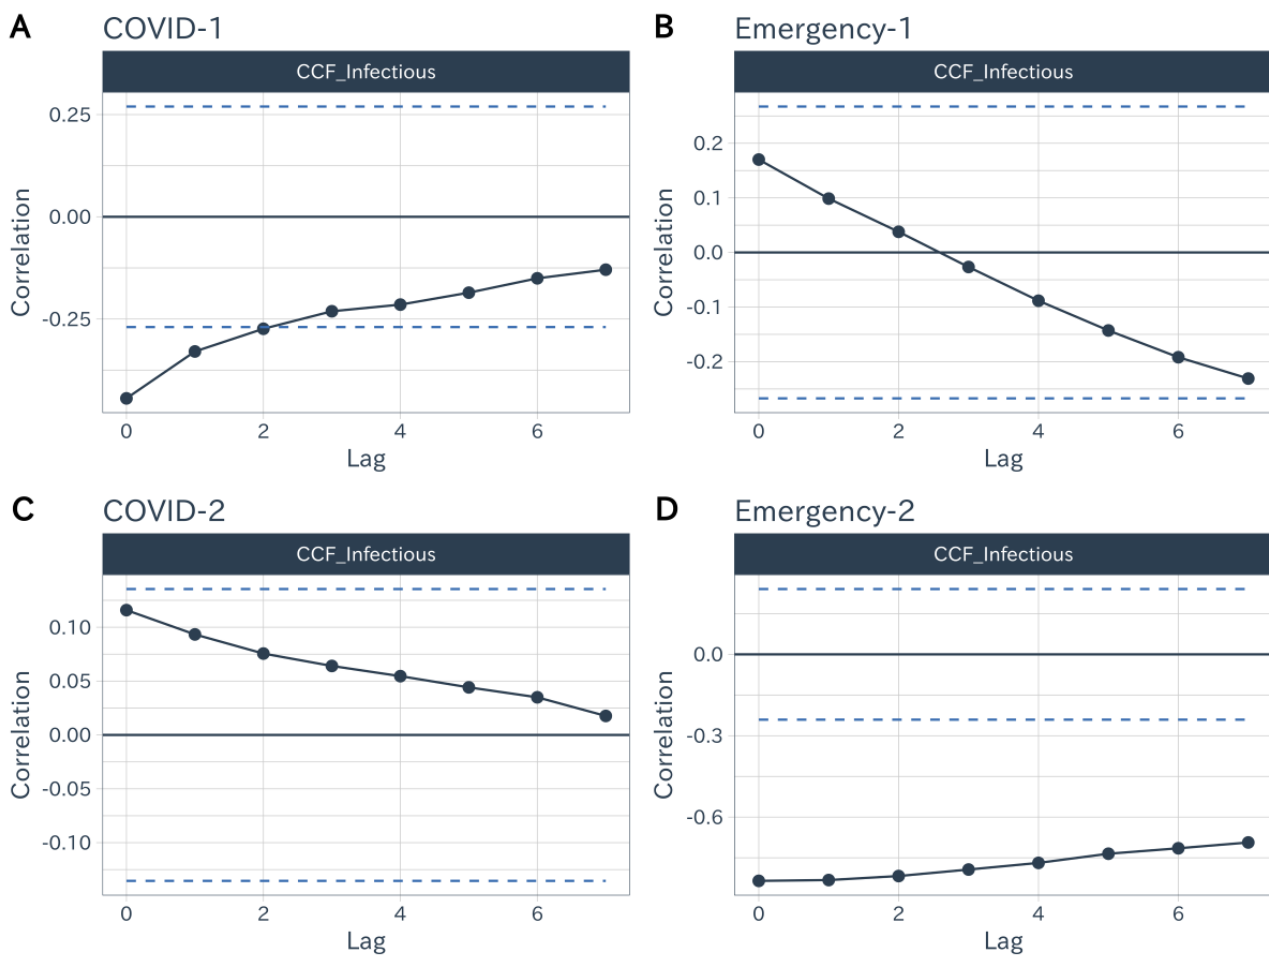 A COVID-1
CCF_Infectious
0.25
0.00
-0.25
Correlation
0 2 4 6
Lag
B Emergency-1
CCF_Infectious
0.2
0.1
0.0
-0.1
-0.2
Correlation
0 2 4 6
Lag
C COVID-2
CCF_Infectious
0.10
0.05
0.00
-0.05
-0.10
Correlation
0 2 4 6
Lag
D Emergency-2
CCF_Infectious
0.0
-0.3
-0.6
Correlation
0 2 4 6
Lag